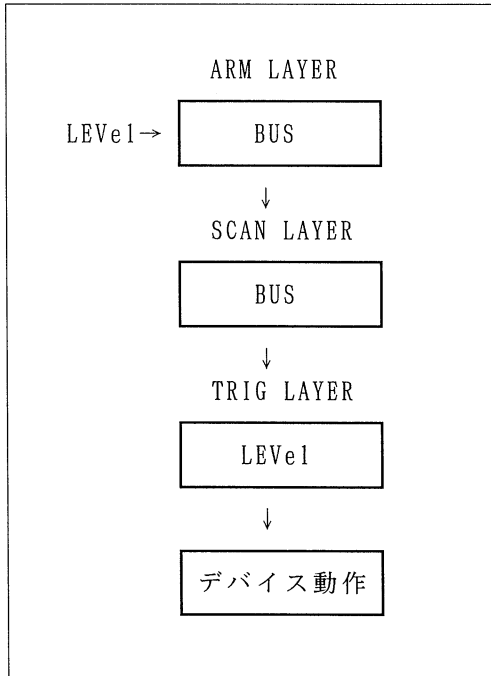 ARM LAYER
LEVel→ BUS
↓
SCAN LAYER
BUS
↓
TRIG LAYER
LEVel
↓
デバイス動作